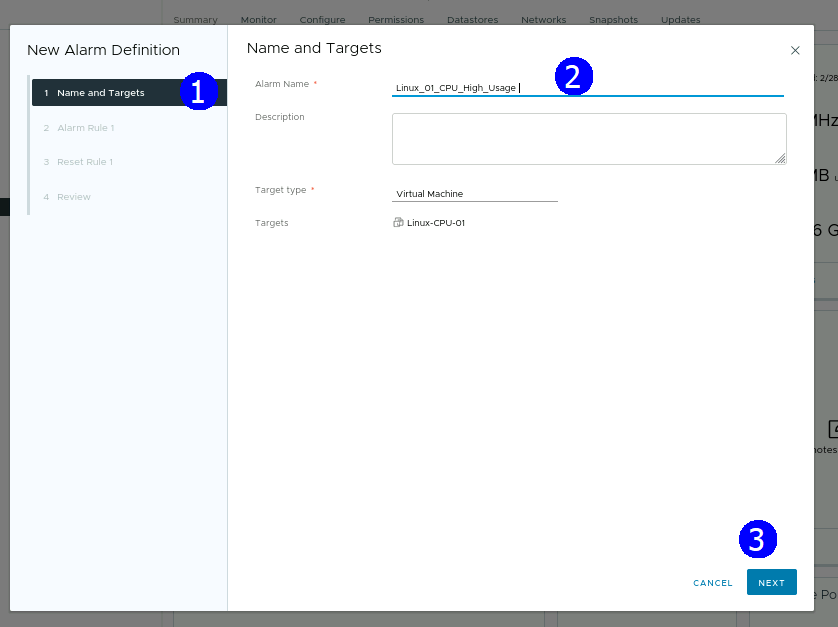 Summary Monitor Configure Permissions Datastores Networks Snapshots Updates
New Alarm Definition
1 Name and Targets
1
2 Alarm Rule 1
3 Reset Rule 1
4 Review
Name and Targets
Alarm Name * Linux_01_CPU_High_Usage
2
Description
Target type * Virtual Machine
Targets Linux-CPU-01
3
CANCEL NEXT
: 2/28
MHz
MB
6 G
notes
e Po